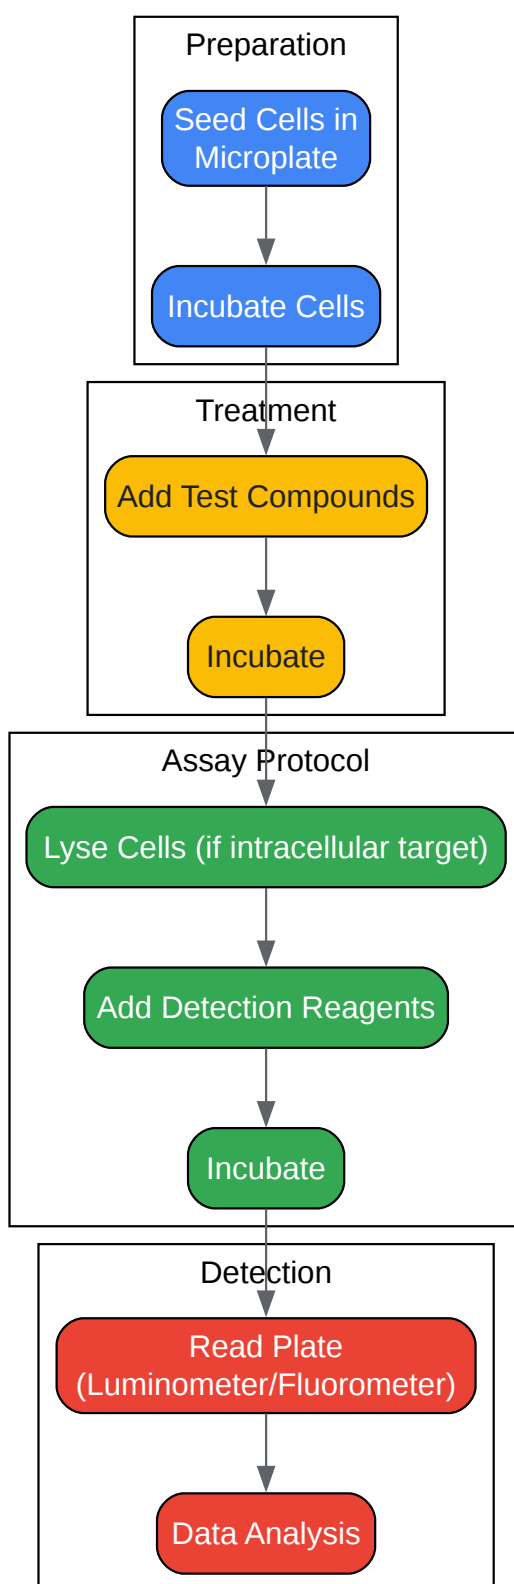 Preparation
Seed Cells in
Microplate
Incubate Cells
Treatment
Add Test Compounds
Incubate
Assay Protocol
Lyse Cells (if intracellular target)
Add Detection Reagents
Incubate
Detection
Read Plate
(Luminometer/Fluorometer)
Data Analysis